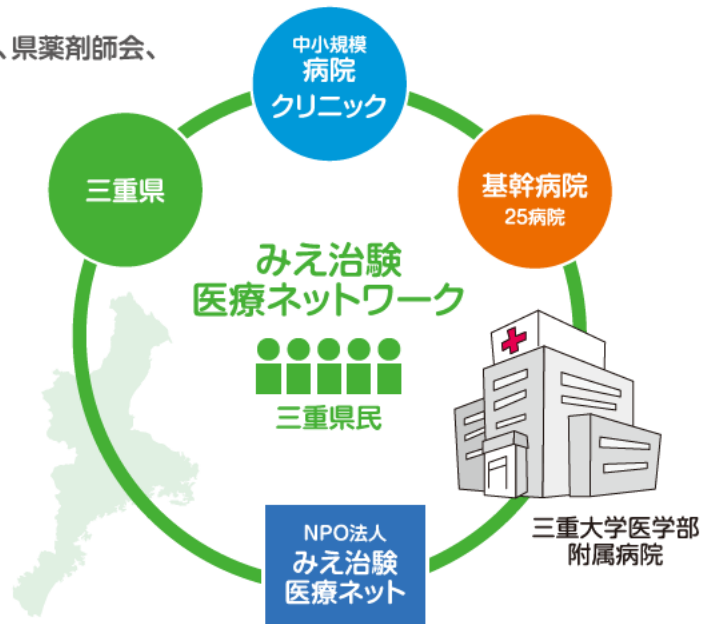 、県薬剤師会、
中小規模
病院
クリニック
三重県
基幹病院
25病院
みえ治験
医療ネットワーク
三重県民
三重大学医学部
附属病院
NPO法人
みえ治験
医療ネット